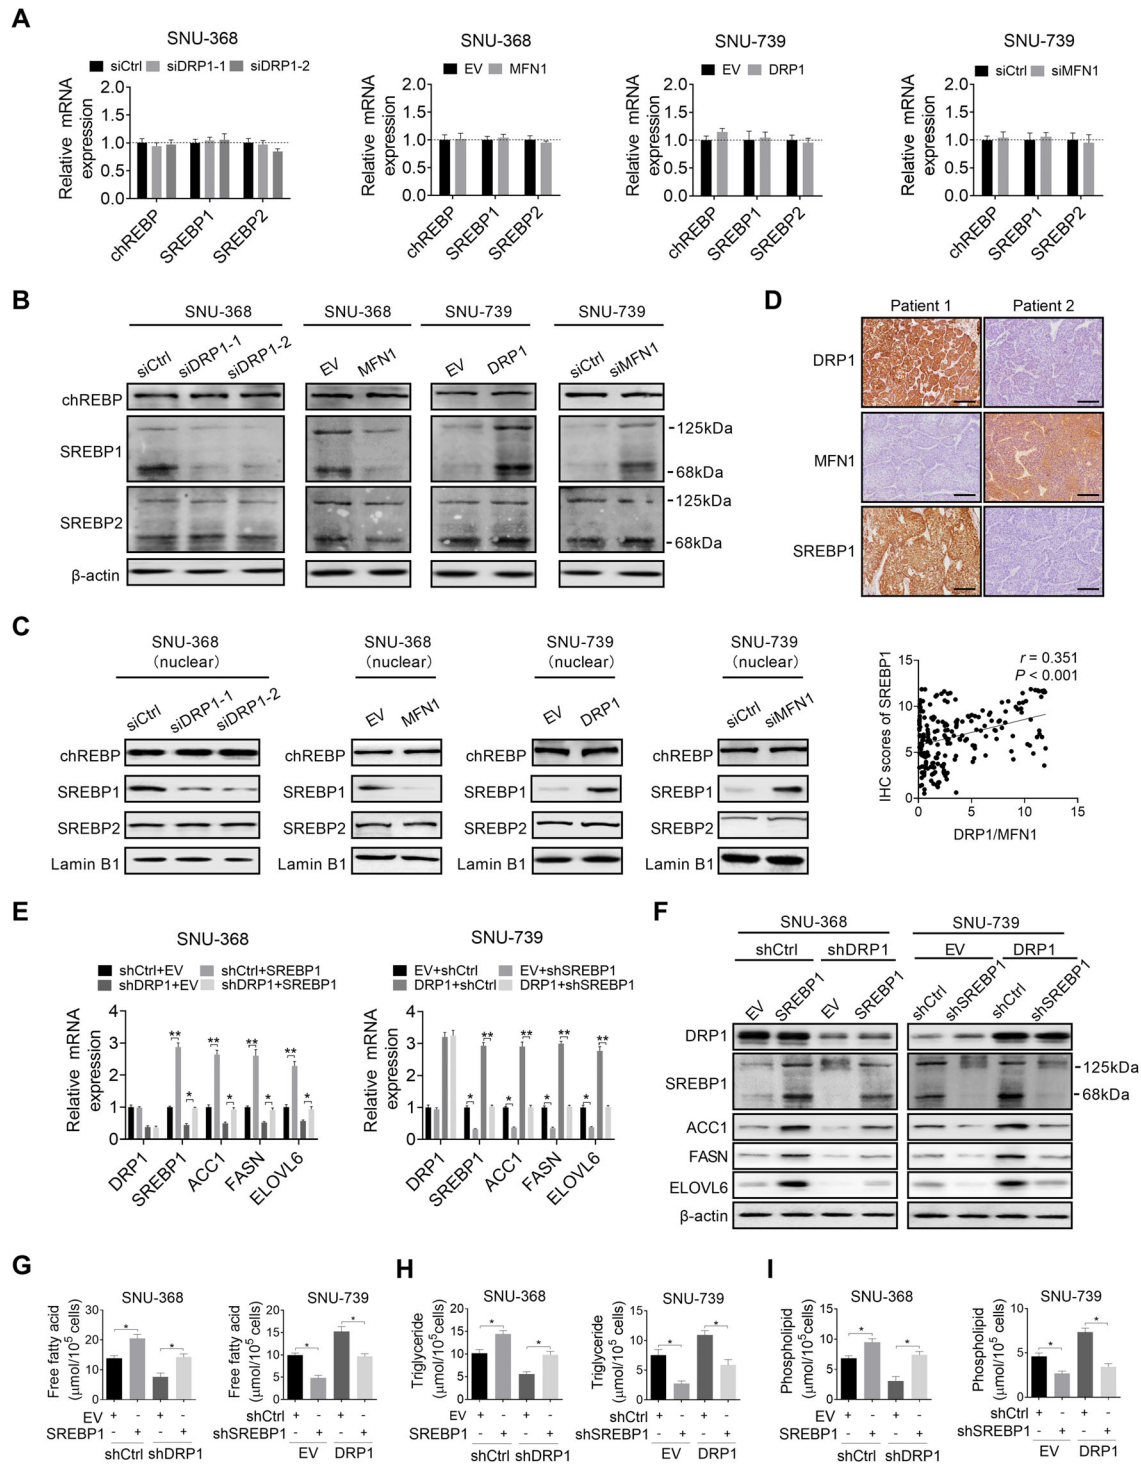 A
SNU-368
siCtrl siDRP1-1 siDRP1-2
Relative mRNA
expression
2.0
1.5
1.0
0.5
0.0
chREBP
SREBP1
SREBP2
SNU-368
EV MFN1
Relative mRNA
expression
2.0
1.5
1.0
0.5
0.0
chREBP
SREBP1
SREBP2
SNU-739
EV DRP1
Relative mRNA
expression
2.0
1.5
1.0
0.5
0.0
chREBP
SREBP1
SREBP2
SNU-739
siCtrl siMFN1
Relative mRNA
expression
2.0
1.5
1.0
0.5
0.0
chREBP
SREBP1
SREBP2
B
SNU-368 SNU-368 SNU-739 SNU-739
siCtrl siDRP1-1 siDRP1-2 EV MFN1 EV DRP1 siCtrl siMFN1
chREBP
SREBP1
-125kDa
-68kDa
SREBP2
-125kDa
-68kDa
β-actin
D
Patient 1 Patient 2
DRP1
MFN1
SREBP1
IHC scores of SREBP1
15
10
5
0
r = 0.351
P < 0.001
0 5 10 15
DRP1/MFN1
C
SNU-368
(nuclear)
siCtrl siDRP1-1 siDRP1-2
chREBP
SREBP1
SREBP2
Lamin B1
SNU-368
(nuclear)
EV MFN1
chREBP
SREBP1
SREBP2
Lamin B1
SNU-739
(nuclear)
EV DRP1
chREBP
SREBP1
SREBP2
Lamin B1
SNU-739
(nuclear)
siCtrl siMFN1
chREBP
SREBP1
SREBP2
Lamin B1
E
SNU-368
shCtrl+EV shCtrl+SREBP1
shDRP1+EV shDRP1+SREBP1
Relative mRNA
expression
4
3
2
1
0
** ** ** **
* * * *
DRP1
SREBP1
ACC1
FASN
ELOVL6
SNU-739
EV+shCtrl EV+shSREBP1
DRP1+shCtrl DRP1+shSREBP1
Relative mRNA
expression
4
3
2
1
0
** ** ** **
* * * *
DRP1
SREBP1
ACC1
FASN
ELOVL6
F
SNU-368 SNU-739
shCtrl shDRP1 EV DRP1
EV SREBP1 EV SREBP1 shCtrl shSREBP1 shCtrl shSREBP1
DRP1
SREBP1
-125kDa
-68kDa
ACC1
FASN
ELOVL6
β-actin
G
SNU-368
Free fatty acid
(μmol/10⁵ cells)
30
20
10
0
* *
EV + - + -
SREBP1 - + - +
shCtrl shDRP1
SNU-739
Free fatty acid
(μmol/10⁵ cells)
20
15
10
5
0
* *
shCtrl + - + -
shSREBP1 - + - +
EV DRP1
H
SNU-368
Triglyceride
(μmol/10⁵ cells)
20
15
10
5
0
* *
EV + - + -
SREBP1 - + - +
shCtrl shDRP1
SNU-739
Triglyceride
(μmol/10⁵ cells)
15
10
5
0
* *
shCtrl + - + -
shSREBP1 - + - +
EV DRP1
I
SNU-368
Phospholipid
(μmol/10⁵ cells)
15
10
5
0
* *
EV + - + -
SREBP1 - + - +
shCtrl shDRP1
SNU-739
Phospholipid
(μmol/10⁵ cells)
10
5
0
* *
shCtrl + - + -
shSREBP1 - + - +
EV DRP1